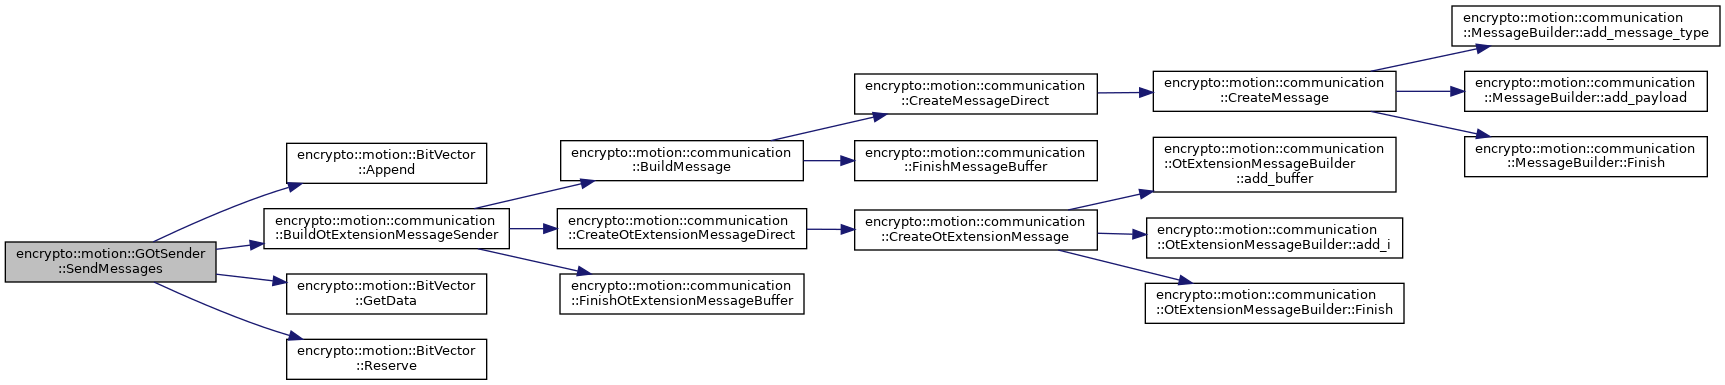 encrypto::motion::GOtSender
::SendMessages
encrypto::motion::BitVector
::Append
encrypto::motion::communication
::BuildOtExtensionMessageSender
encrypto::motion::BitVector
::GetData
encrypto::motion::BitVector
::Reserve
encrypto::motion::communication
::BuildMessage
encrypto::motion::communication
::CreateOtExtensionMessageDirect
encrypto::motion::communication
::FinishOtExtensionMessageBuffer
encrypto::motion::communication
::CreateMessageDirect
encrypto::motion::communication
::FinishMessageBuffer
encrypto::motion::communication
::CreateOtExtensionMessage
encrypto::motion::communication
::CreateMessage
encrypto::motion::communication
::OtExtensionMessageBuilder
::add_buffer
encrypto::motion::communication
::OtExtensionMessageBuilder::add_i
encrypto::motion::communication
::OtExtensionMessageBuilder::Finish
encrypto::motion::communication
::MessageBuilder::add_message_type
encrypto::motion::communication
::MessageBuilder::add_payload
encrypto::motion::communication
::MessageBuilder::Finish